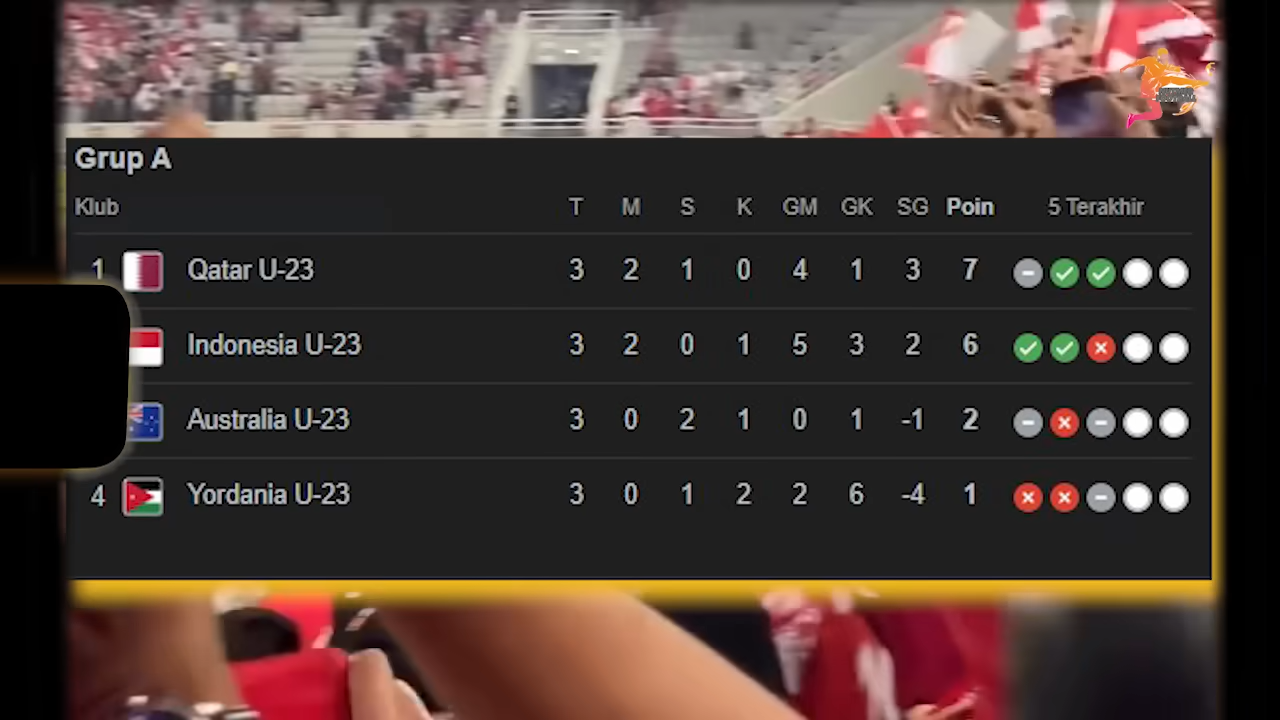 Grup A
Klub T M S K GM GK SG Poin 5 Terakhir
1 Qatar U-23 3 2 1 0 4 1 3 7
Indonesia U-23 3 2 0 1 5 3 2 6
Australia U-23 3 0 2 1 0 1 -1 2
4 Yordania U-23 3 0 1 2 2 6 -4 1